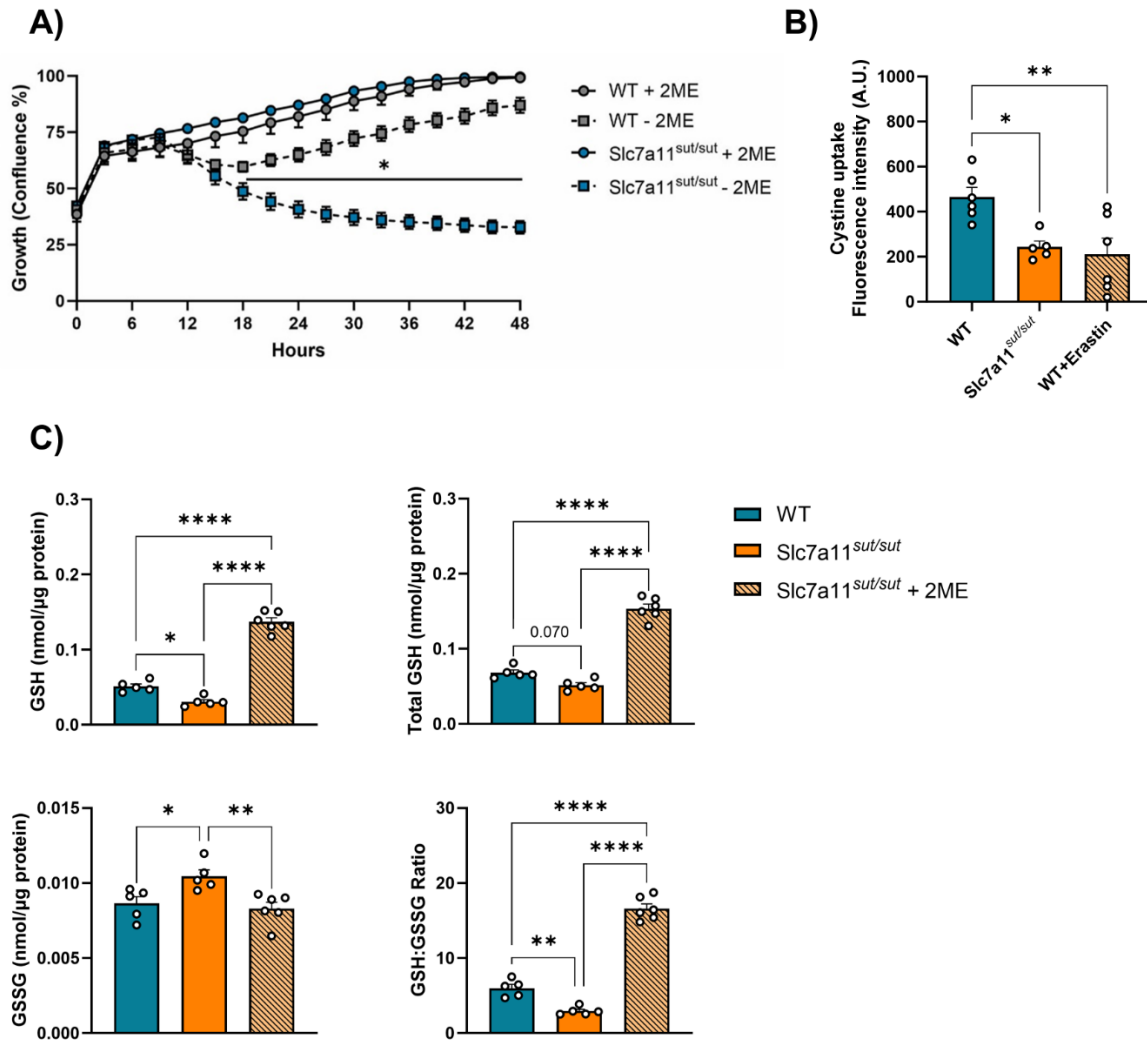 A)
Growth (Confluence %)
100
75
50
25
0
*
0 6 12 18 24 30 36 42 48
Hours
WT + 2ME
WT - 2ME
Slc7a11sut/sut + 2ME
Slc7a11sut/sut - 2ME
B)
Cystine uptake
Fluorescence intensity (A.U.)
1000
800
600
400
200
0
**
*
WT
Slc7a11sut/sut
WT+Erastin
C)
GSH (nmol/µg protein)
0.3
0.2
0.1
0.0
****
****
*
Total GSH (nmol/µg protein)
0.3
0.2
0.1
0.0
****
****
0.070
WT
Slc7a11sut/sut
Slc7a11sut/sut + 2ME
GSSG (nmol/µg protein)
0.015
0.010
0.005
0.000
* **
GSH:GSSG Ratio
30
20
10
0
****
****
**